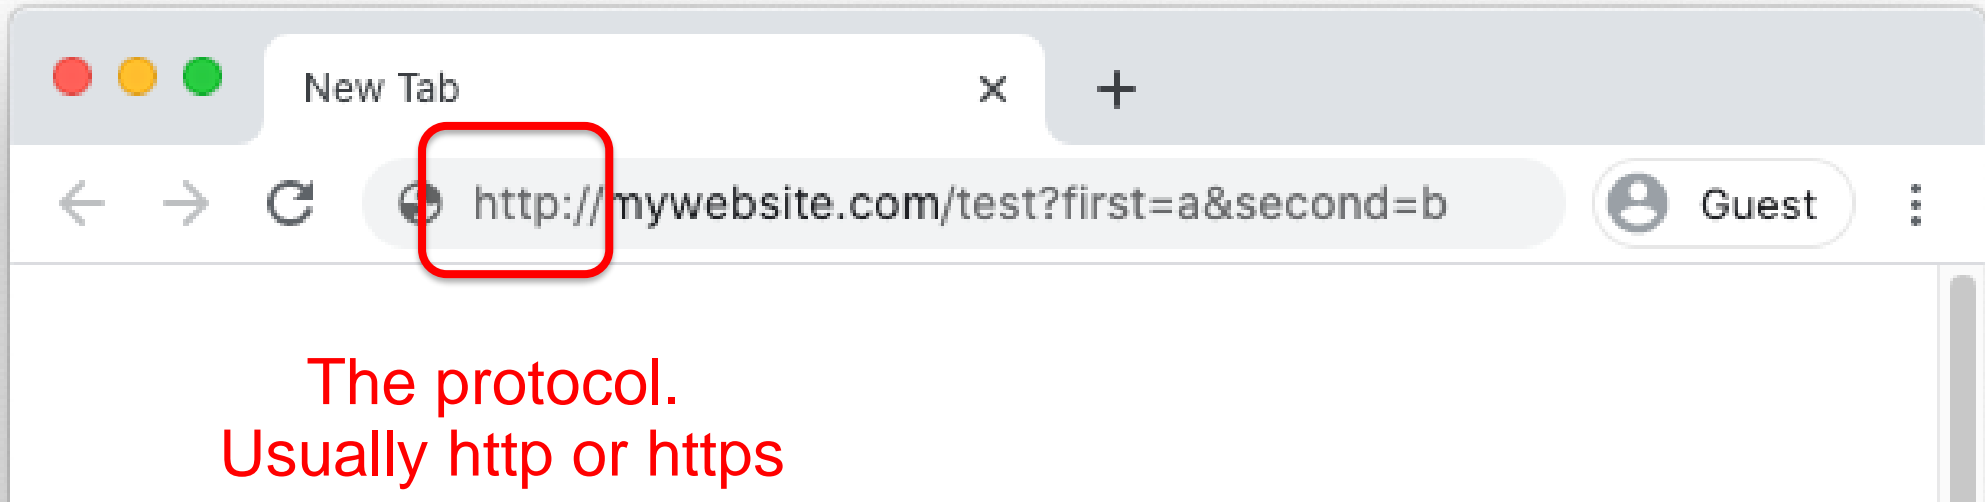 New Tab
http://mywebsite.com/test?first=a&second=b
Guest
The protocol.
Usually http or https